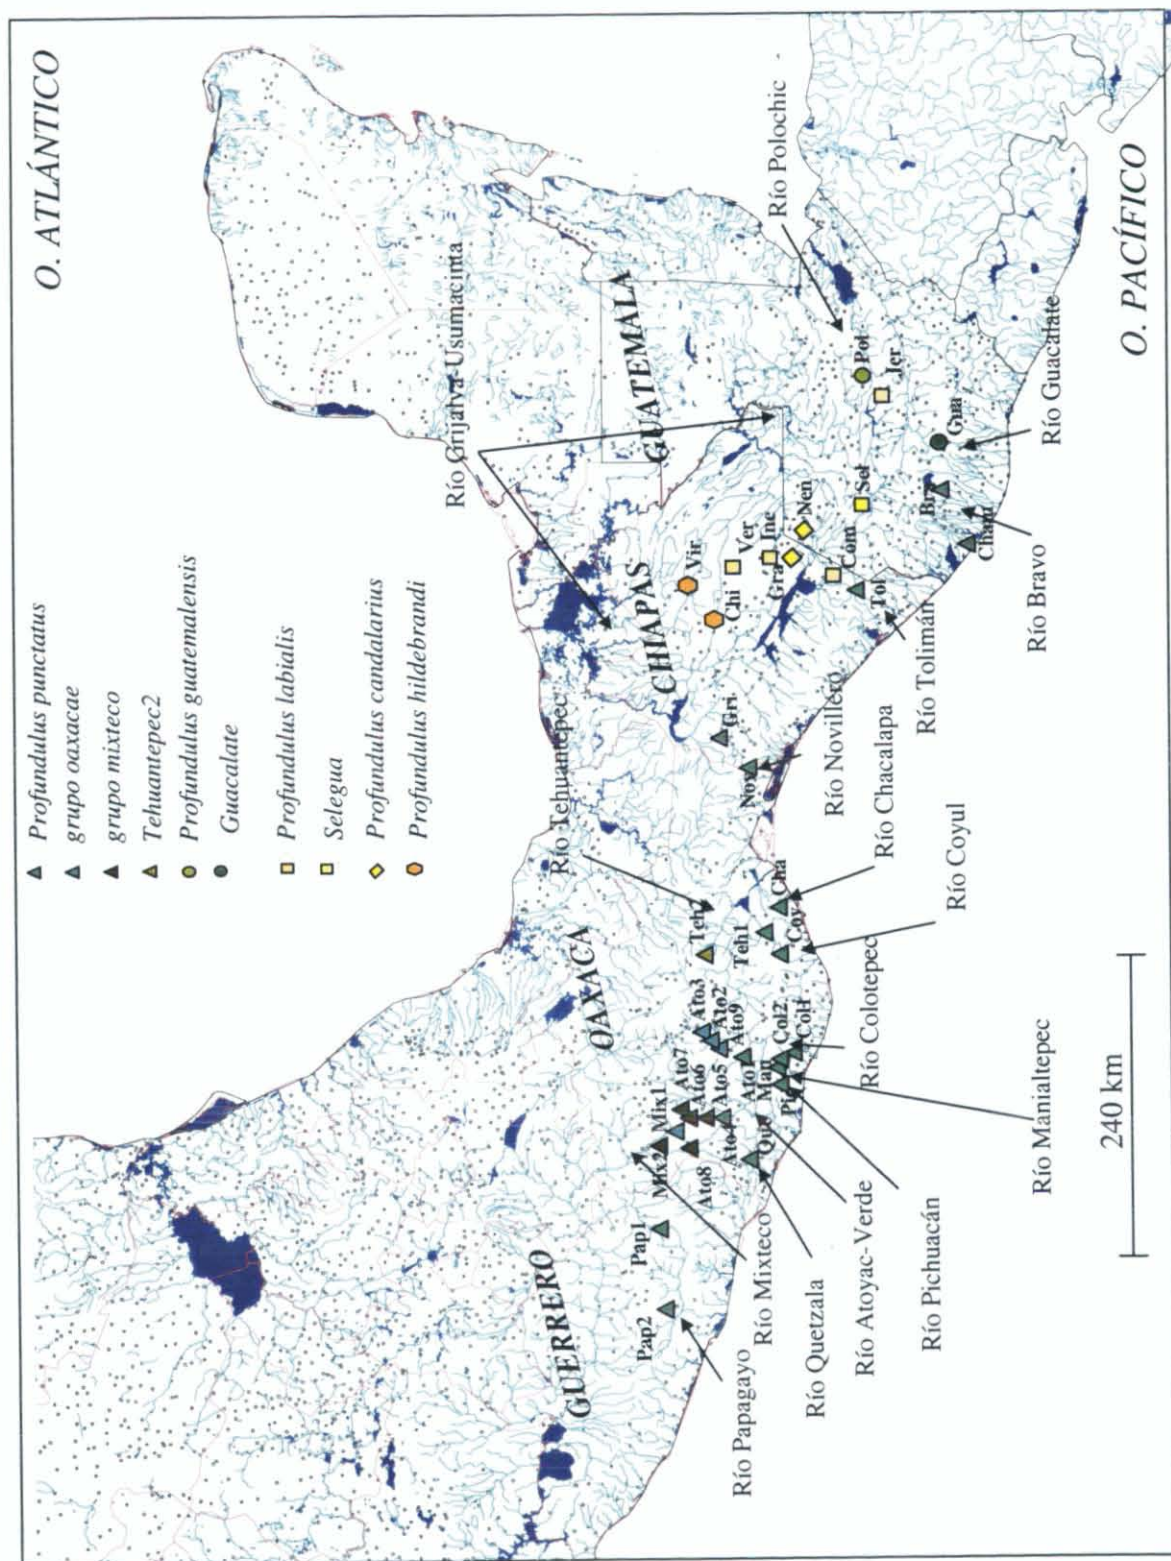 O. ATLÁNTICO
Profundulus punctatus
grupo oaxacae
grupo mixteco
Tehuantepec2
Profundulus guatemalensis
Guacalate
Profundulus labialis
Selegua
Profundulus candalarius
Profundulus hildebrandi
Río Grijalva-Usumacinta
Río Tehuantepec
Río Polochic
GUATEMALA
CHIAPAS
OAXACA
GUERRERO
Vir
Chi
Ver
Inc
Gra
Nen
Com
Sel
Pol
Jer
Gua
Tol
Cham
Gri
Nov
Teh2
Teh1
Cha
Coy
Ato3
Ato2
Ato9
Ato7
Ato6
Ato5
Ato1
Ato4
Ato8
Mix1
Mix2
Man
Col2
Col1
Pap1
Pap2
Río Guacalate
Río Bravo
Río Tolimán
Río Novillero
Río Chacalapa
Río Coyul
Río Colotepec
Río Manialtepec
Río Pichuacán
Río Atoyac-Verde
Río Quetzala
Río Mixteco
Río Papagayo
240 km
O. PACÍFICO